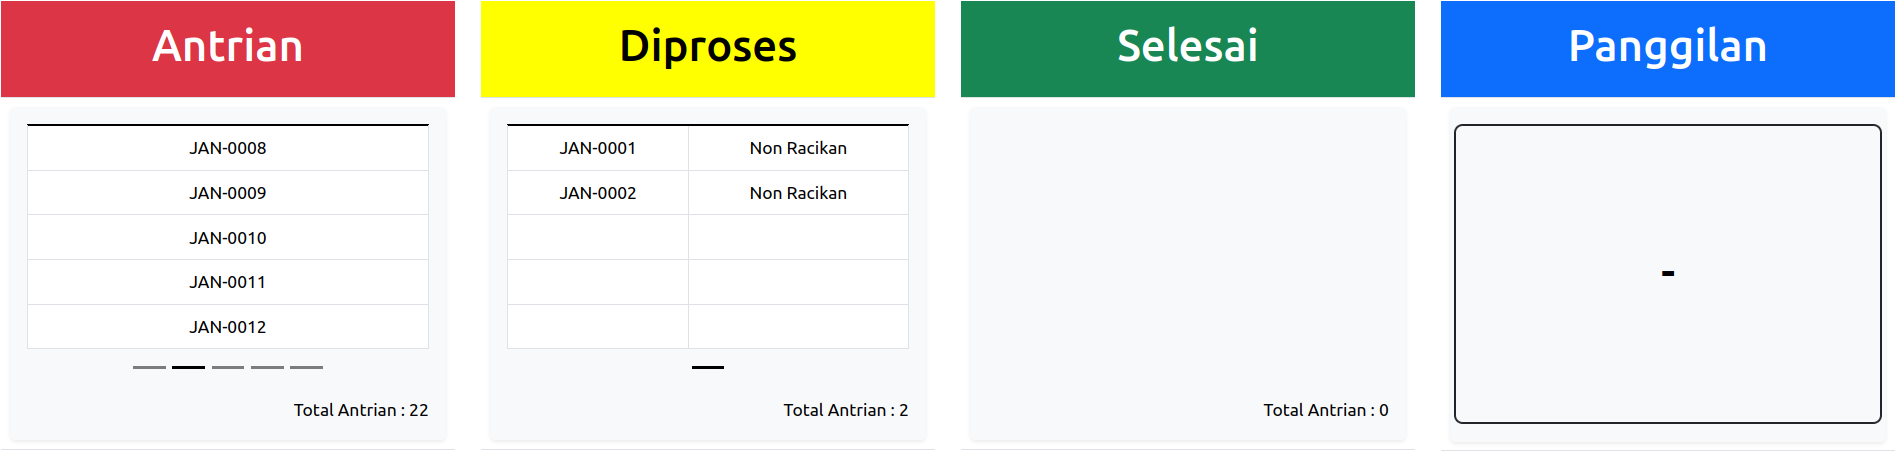 Antrian
JAN-0008
JAN-0009
JAN-0010
JAN-0011
JAN-0012
Total Antrian : 22
Diproses
JAN-0001 Non Racikan
JAN-0002 Non Racikan
Total Antrian : 2
Selesai
Total Antrian : 0
Panggilan
-